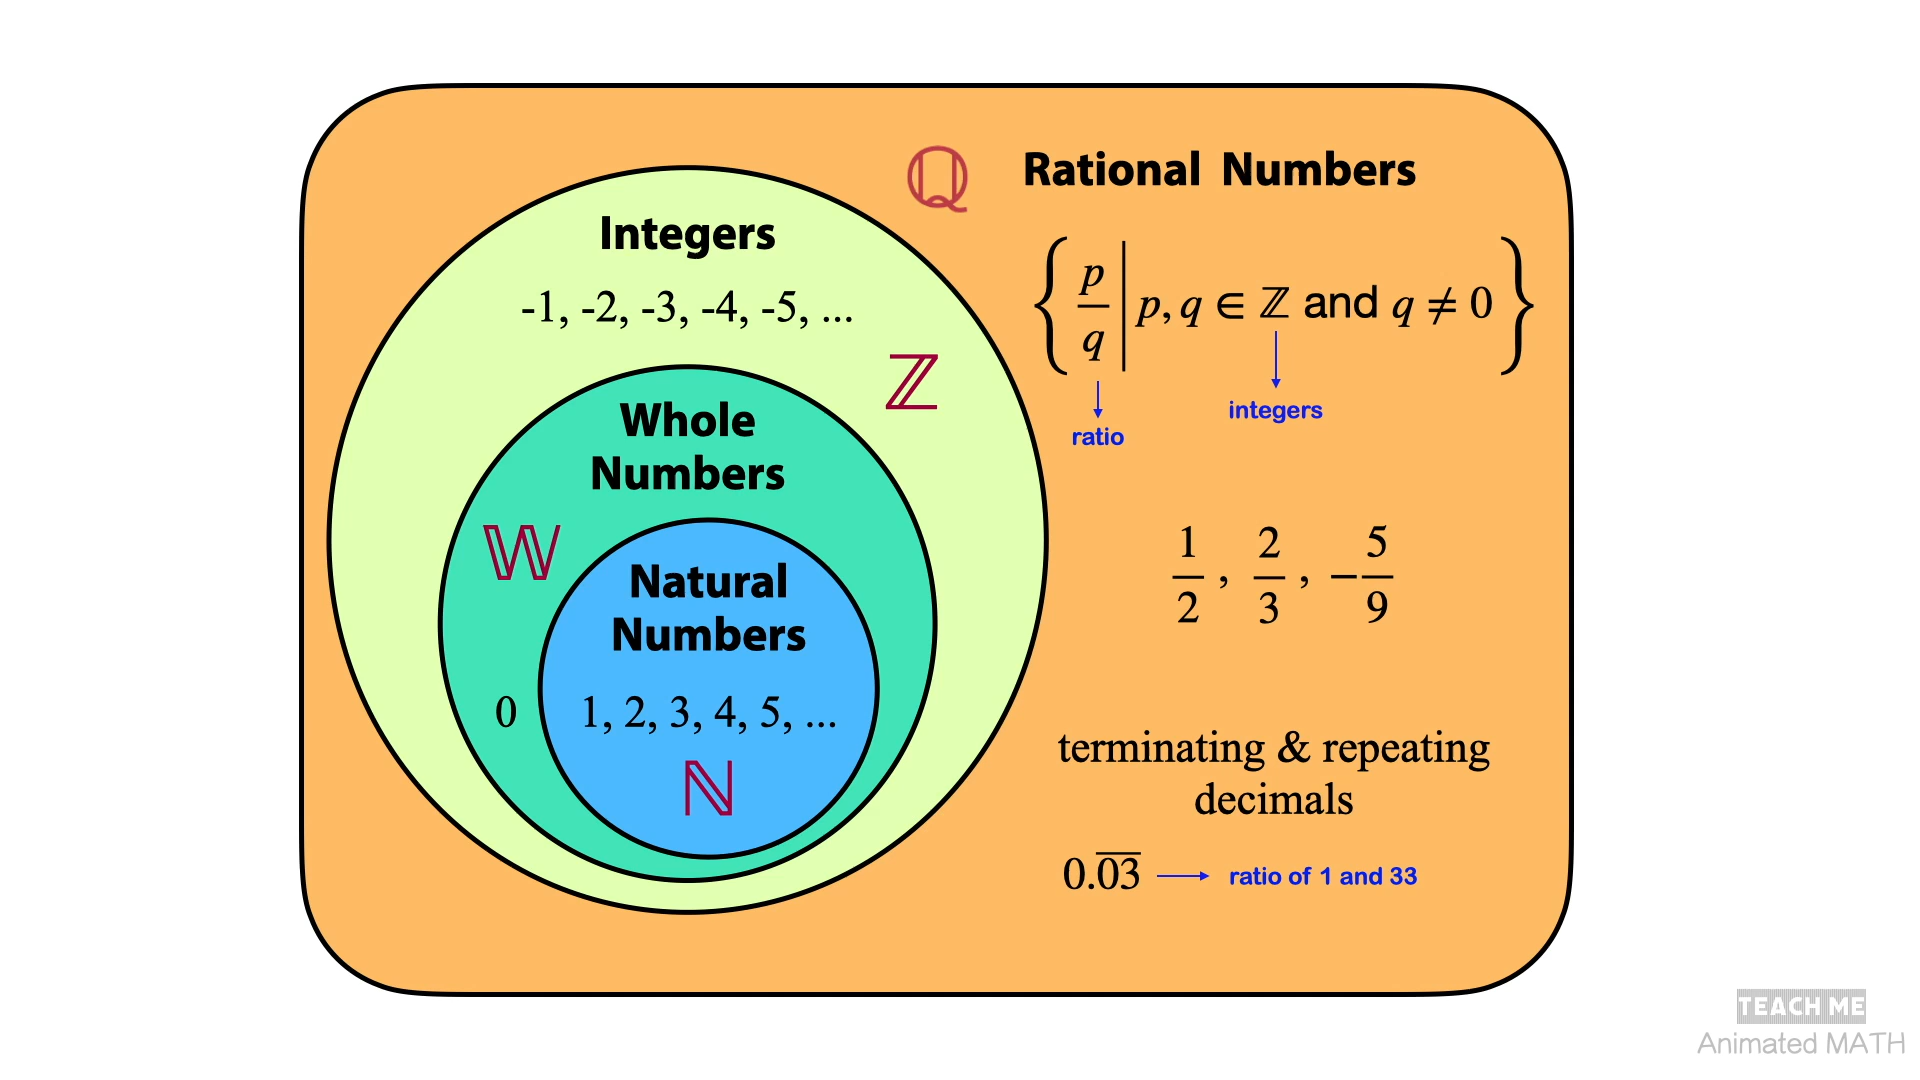 ℚ Rational Numbers
Integers
-1, -2, -3, -4, -5, ...
ℤ
{ p/q | p, q ∈ ℤ and q ≠ 0 }
integers
ratio
Whole
Numbers
𝕎
Natural
Numbers
0
1, 2, 3, 4, 5, ...
ℕ
1/2 , 2/3 , −5/9
terminating & repeating
decimals
0.0̅3̅ ratio of 1 and 33
TEACH ME
Animated MATH